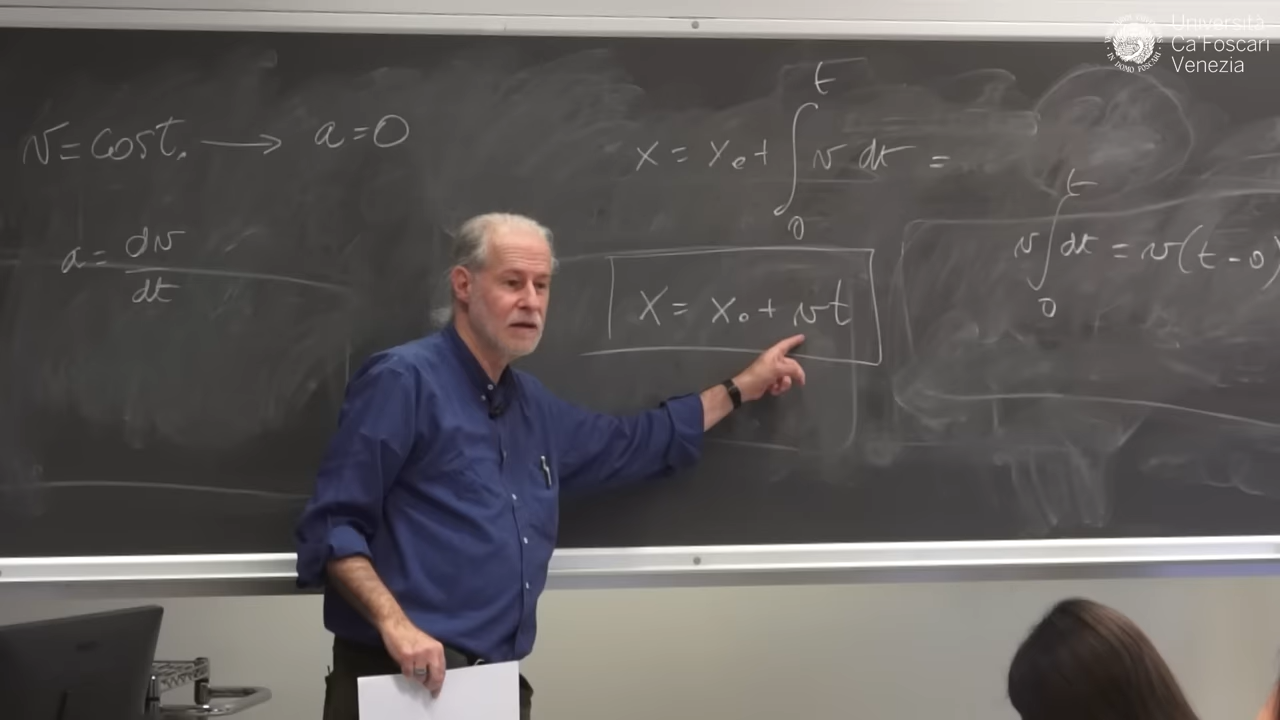 v = cost. → a = 0
a = dv/dt
x = x₀ + ∫₀ᵗ v dt =
x = x₀ + vt
v ∫₀ᵗ dt = v(t - 0)
Università
Ca'Foscari
Venezia